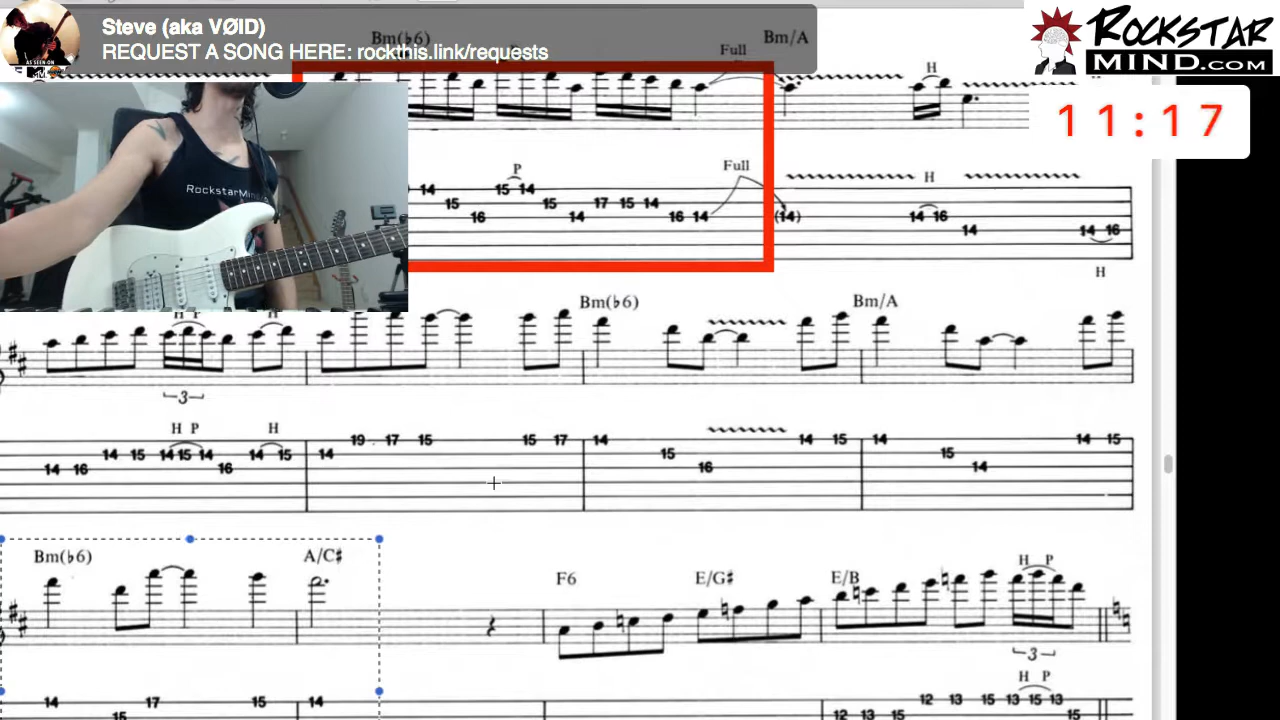 Steve (aka VØID)
REQUEST A SONG HERE: rockthis.link/requests
AS SEEN ON
MTV
ROCKSTAR
MIND.COM
11:17
Bm(♭6) Full Bm/A
H
RockstarMind
P Full H
14 15 16 15 14 15 14 17 15 14 16 14 (14) 14 16 14 14 16
H
Bm(♭6) Bm/A
H P H
3
H P H
14 16 14 15 14 15 14 16 14 15 14 19 17 15 15 17 14 15 16 14 15 14 15 14 14 15
Bm(♭6) A/C♯
F6 E/G♯ E/B H P
3
H P
14 15 17 15 14 12 13 15 12 13 15 13 15 13 15